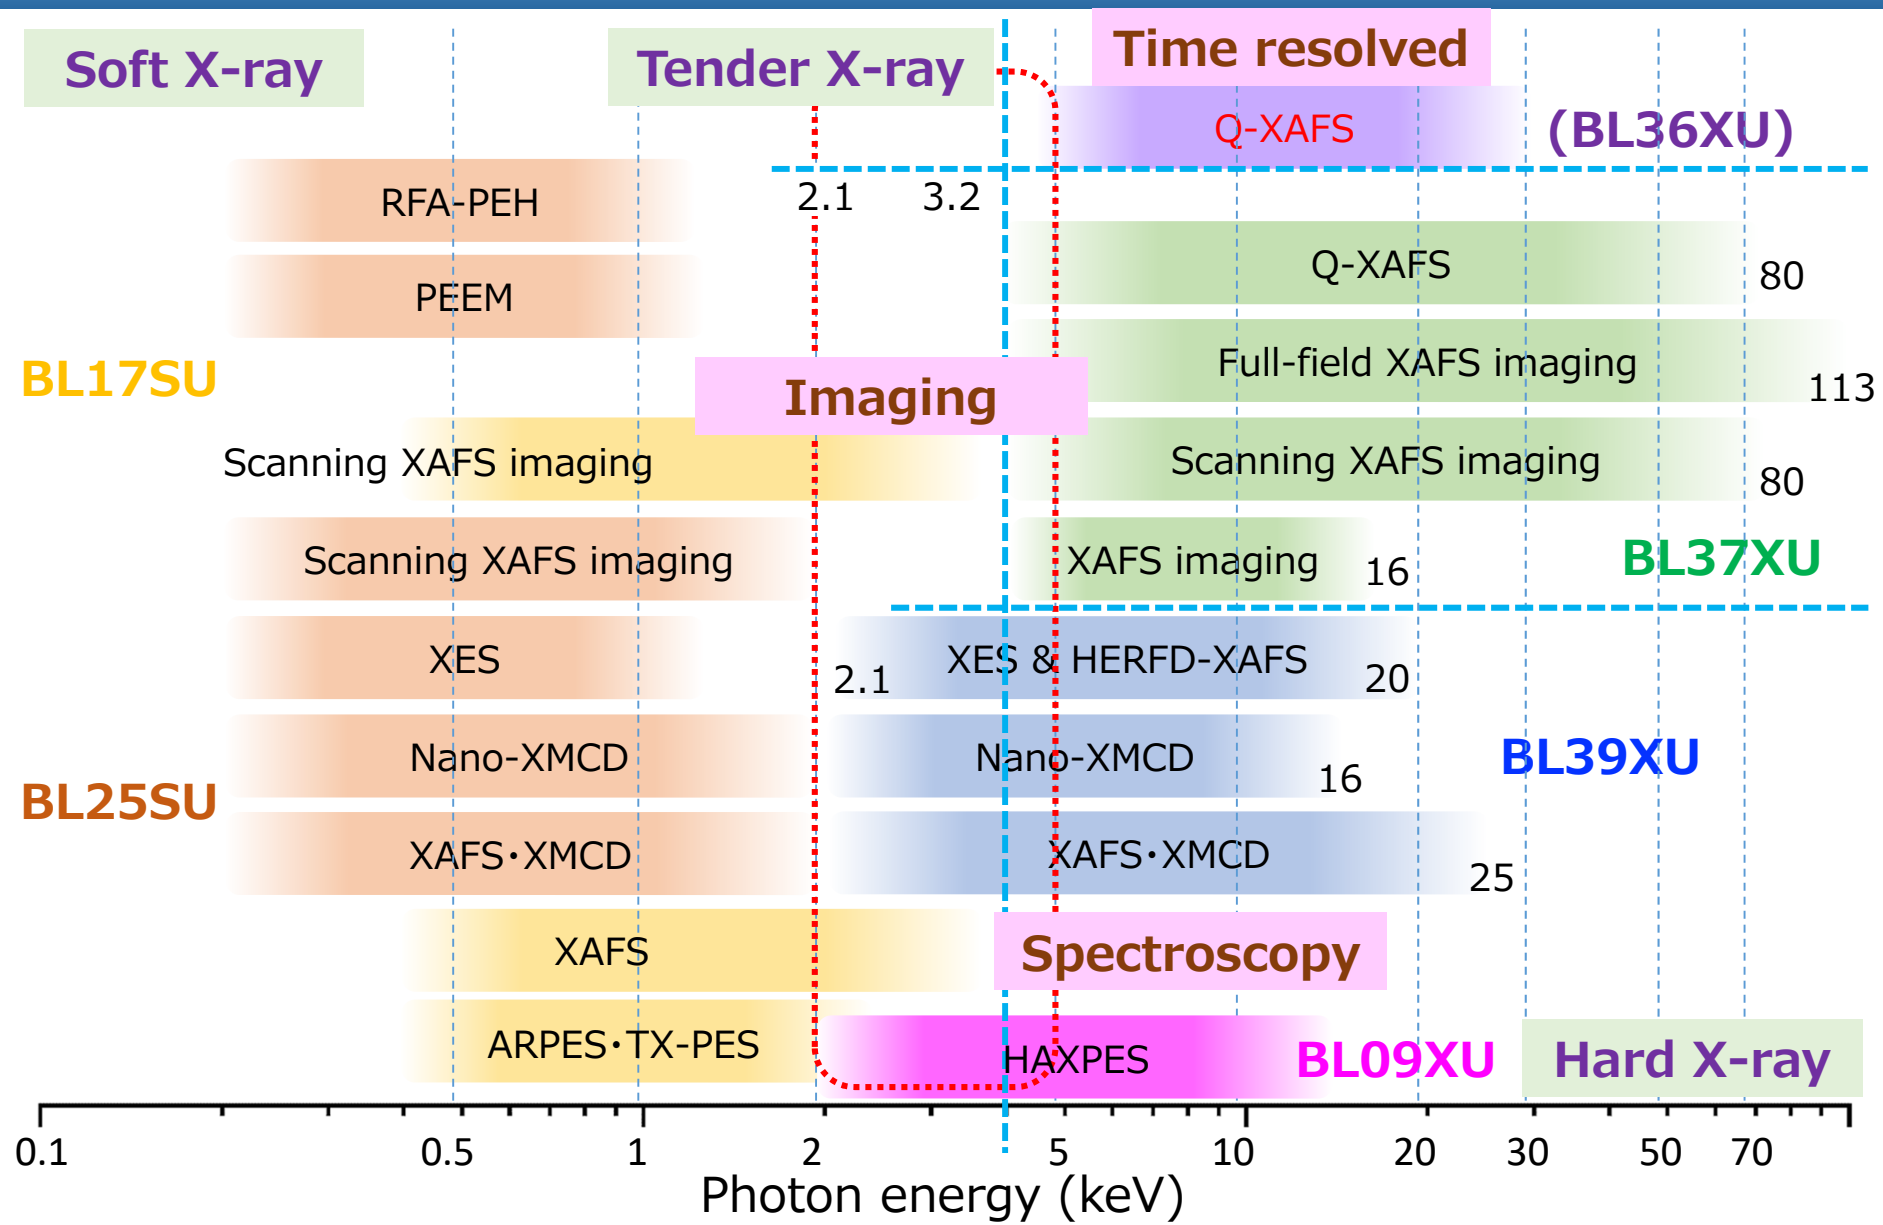 Soft X-ray
Tender X-ray
Time resolved
Q-XAFS
(BL36XU)
RFA-PEH
2.1
3.2
PEEM
Q-XAFS
80
BL17SU
Full-field XAFS imaging
113
Imaging
Scanning XAFS imaging
Scanning XAFS imaging
80
Scanning XAFS imaging
XAFS imaging
16
BL37XU
XES
2.1
XES & HERFD-XAFS
20
Nano-XMCD
Nano-XMCD
16
BL39XU
BL25SU
XAFS・XMCD
XAFS・XMCD
25
XAFS
Spectroscopy
ARPES・TX-PES
HAXPES
BL09XU
Hard X-ray
0.1 0.5 1 2 5 10 20 30 50 70
Photon energy (keV)